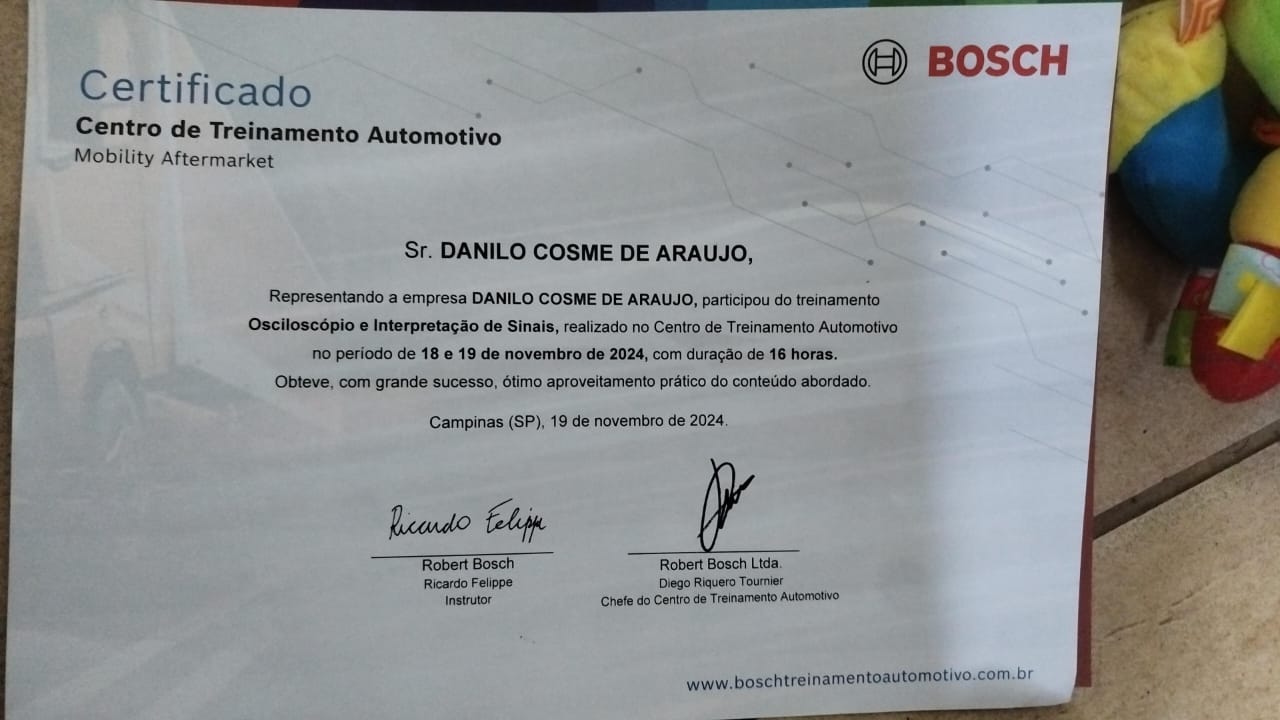 BOSCH
Certificado
Centro de Treinamento Automotivo
Mobility Aftermarket
Sr. DANILO COSME DE ARAUJO,
Representando a empresa DANILO COSME DE ARAUJO, participou do treinamento
Osciloscópio e Interpretação de Sinais, realizado no Centro de Treinamento Automotivo
no período de 18 e 19 de novembro de 2024, com duração de 16 horas.
Obteve, com grande sucesso, ótimo aproveitamento prático do conteúdo abordado.
Campinas (SP), 19 de novembro de 2024.
Ricardo Felippe
Robert Bosch
Ricardo Felippe
Instrutor
Robert Bosch Ltda.
Diego Riquero Tournier
Chefe do Centro de Treinamento Automotivo
www.boschtreinamentoautomotivo.com.br